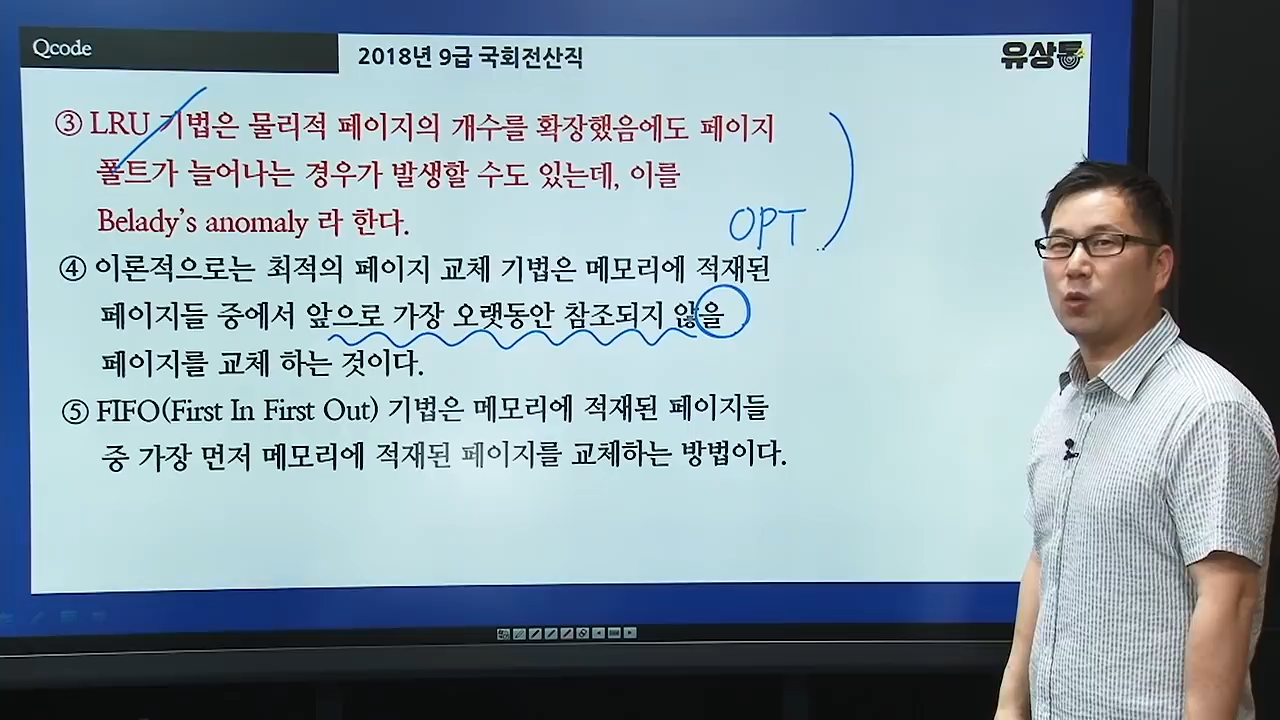 Qcode
2018년 9급 국회전산직
유상통
③ LRU 기법은 물리적 페이지의 개수를 확장했음에도 페이지
폴트가 늘어나는 경우가 발생할 수도 있는데, 이를
Belady's anomaly 라 한다.
OPT
④ 이론적으로는 최적의 페이지 교체 기법은 메모리에 적재된
페이지들 중에서 앞으로 가장 오랫동안 참조되지 않을
페이지를 교체 하는 것이다.
⑤ FIFO(First In First Out) 기법은 메모리에 적재된 페이지들
중 가장 먼저 메모리에 적재된 페이지를 교체하는 방법이다.